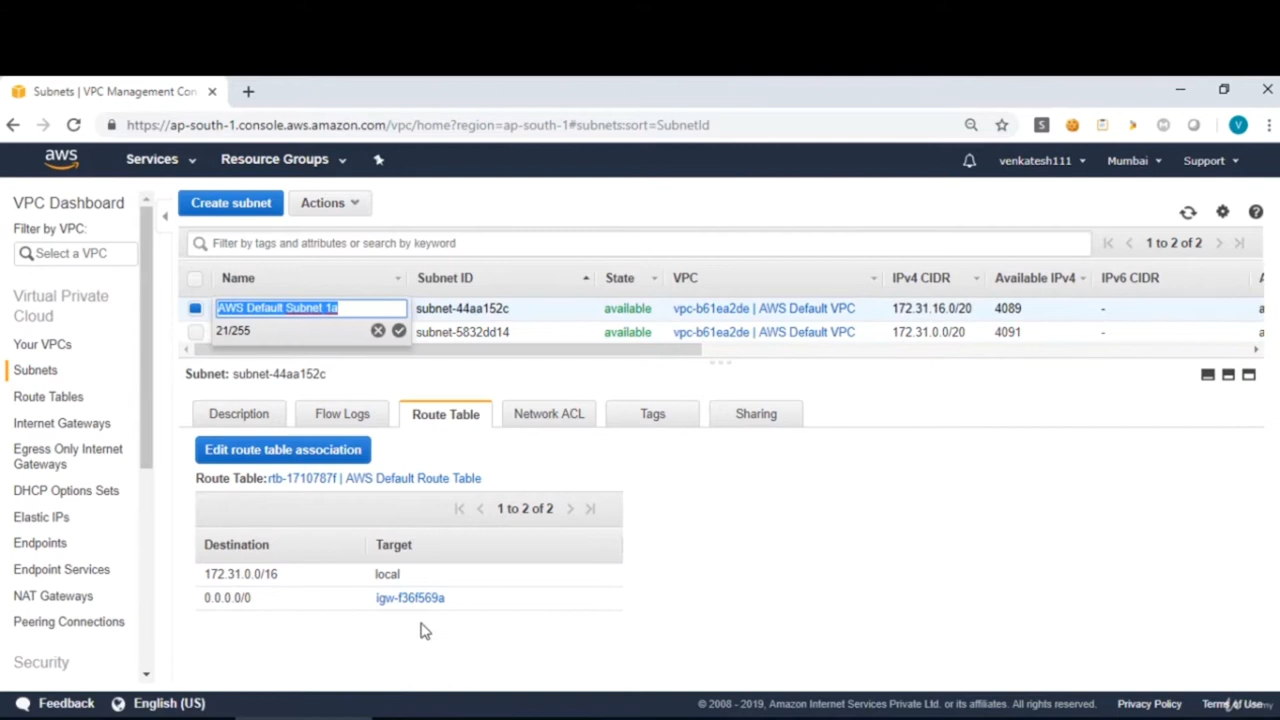 Subnets | VPC Management Con
https://ap-south-1.console.aws.amazon.com/vpc/home?region=ap-south-1#subnets:sort=SubnetId
S
M
V
aws Services Resource Groups venkatesh111 Mumbai Support
VPC Dashboard
Filter by VPC:
Select a VPC
Virtual Private
Cloud
Your VPCs
Subnets
Route Tables
Internet Gateways
Egress Only Internet
Gateways
DHCP Options Sets
Elastic IPs
Endpoints
Endpoint Services
NAT Gateways
Peering Connections
Security
Create subnet Actions
Filter by tags and attributes or search by keyword
1 to 2 of 2
Name Subnet ID State VPC IPv4 CIDR Available IPv4 IPv6 CIDR
AWS Default Subnet 1a subnet-44aa152c available vpc-b61ea2de | AWS Default VPC 172.31.16.0/20 4089 - a
21/255 subnet-5832dd14 available vpc-b61ea2de | AWS Default VPC 172.31.0.0/20 4091 - a
Subnet: subnet-44aa152c
Description Flow Logs Route Table Network ACL Tags Sharing
Edit route table association
Route Table:rtb-1710787f | AWS Default Route Table
1 to 2 of 2
Destination Target
172.31.0.0/16 local
0.0.0.0/0 igw-f36f569a
Feedback English (US) © 2008 - 2019, Amazon Internet Services Private Ltd. or its affiliates. All rights reserved. Privacy Policy Terms of Use